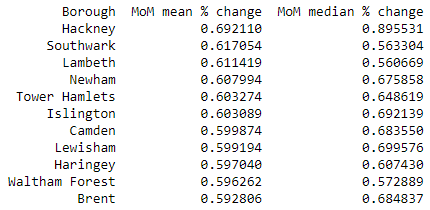 Borough MoM mean % change MoM median % change
Hackney 0.692110 0.895531
Southwark 0.617054 0.563304
Lambeth 0.611419 0.560669
Newham 0.607994 0.675858
Tower Hamlets 0.603274 0.648619
Islington 0.603089 0.692139
Camden 0.599874 0.683550
Lewisham 0.599194 0.699576
Haringey 0.597040 0.607430
Waltham Forest 0.596262 0.572889
Brent 0.592806 0.684837